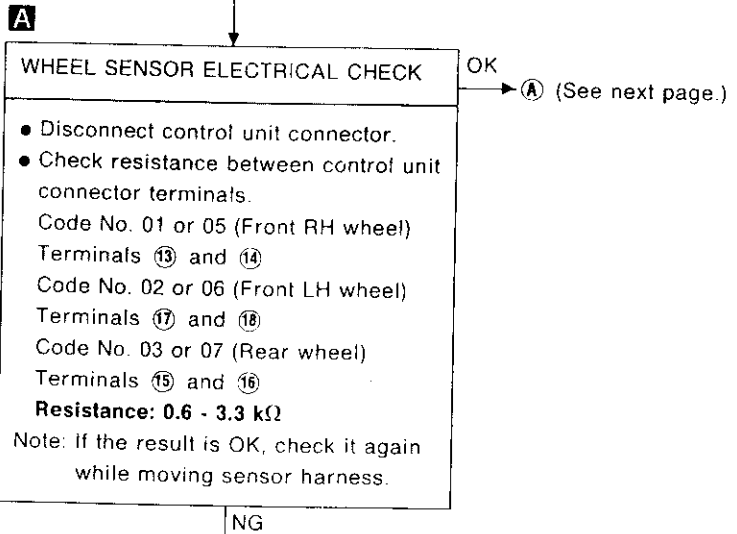 A
WHEEL SENSOR ELECTRICAL CHECK
OK
Ⓐ (See next page.)
● Disconnect control unit connector.
● Check resistance between control unit
connector terminals.
Code No. 01 or 05 (Front RH wheel)
Terminals ⑬ and ⑭
Code No. 02 or 06 (Front LH wheel)
Terminals ⑰ and ⑱
Code No. 03 or 07 (Rear wheel)
Terminals ⑮ and ⑯
Resistance: 0.6 - 3.3 kΩ
Note: If the result is OK, check it again
while moving sensor harness.
NG